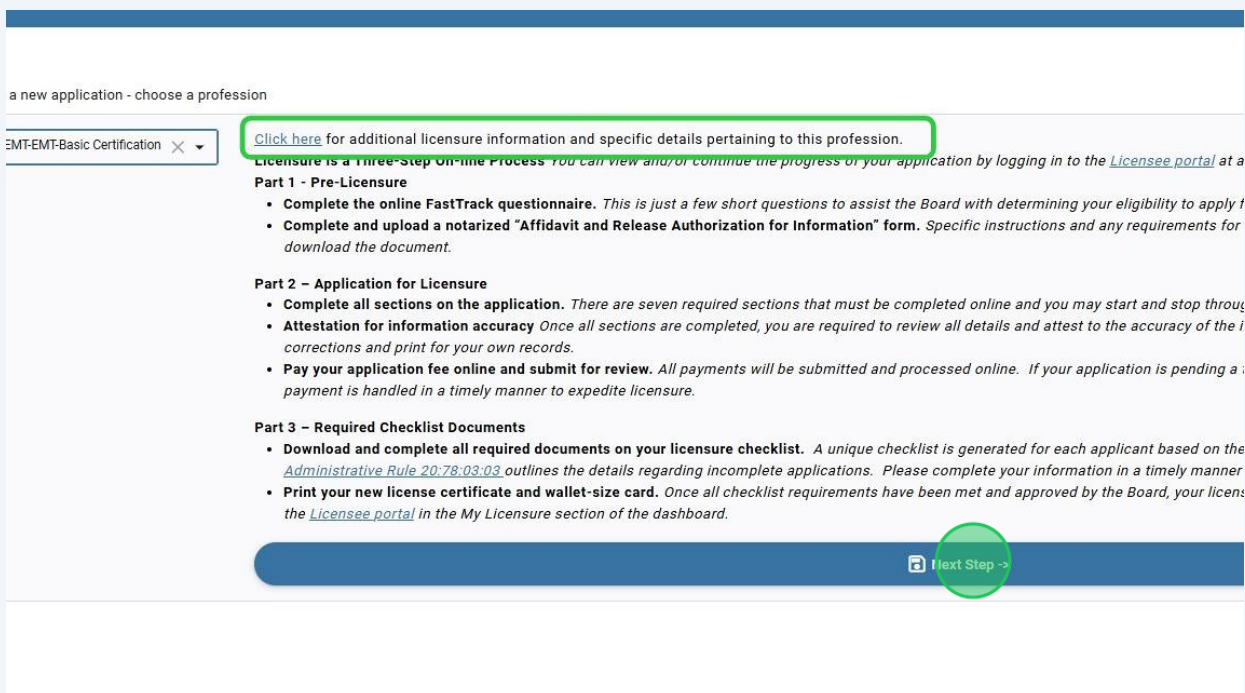 a new application - choose a profession
EMT-EMT-Basic Certification
Click here for additional licensure information and specific details pertaining to this profession.
Licensure is a Three-Step On-line Process You can view and/or continue the progress of your application by logging in to the Licensee portal at a
Part 1 - Pre-Licensure
• Complete the online FastTrack questionnaire. This is just a few short questions to assist the Board with determining your eligibility to apply f
• Complete and upload a notarized “Affidavit and Release Authorization for Information” form. Specific instructions and any requirements for
download the document.
Part 2 – Application for Licensure
• Complete all sections on the application. There are seven required sections that must be completed online and you may start and stop throug
• Attestation for information accuracy Once all sections are completed, you are required to review all details and attest to the accuracy of the i
corrections and print for your own records.
• Pay your application fee online and submit for review. All payments will be submitted and processed online. If your application is pending a
payment is handled in a timely manner to expedite licensure.
Part 3 – Required Checklist Documents
• Download and complete all required documents on your licensure checklist. A unique checklist is generated for each applicant based on the
Administrative Rule 20:78:03:03 outlines the details regarding incomplete applications. Please complete your information in a timely manner
• Print your new license certificate and wallet-size card. Once all checklist requirements have been met and approved by the Board, your licens
the Licensee portal in the My Licensure section of the dashboard.
Next Step ->